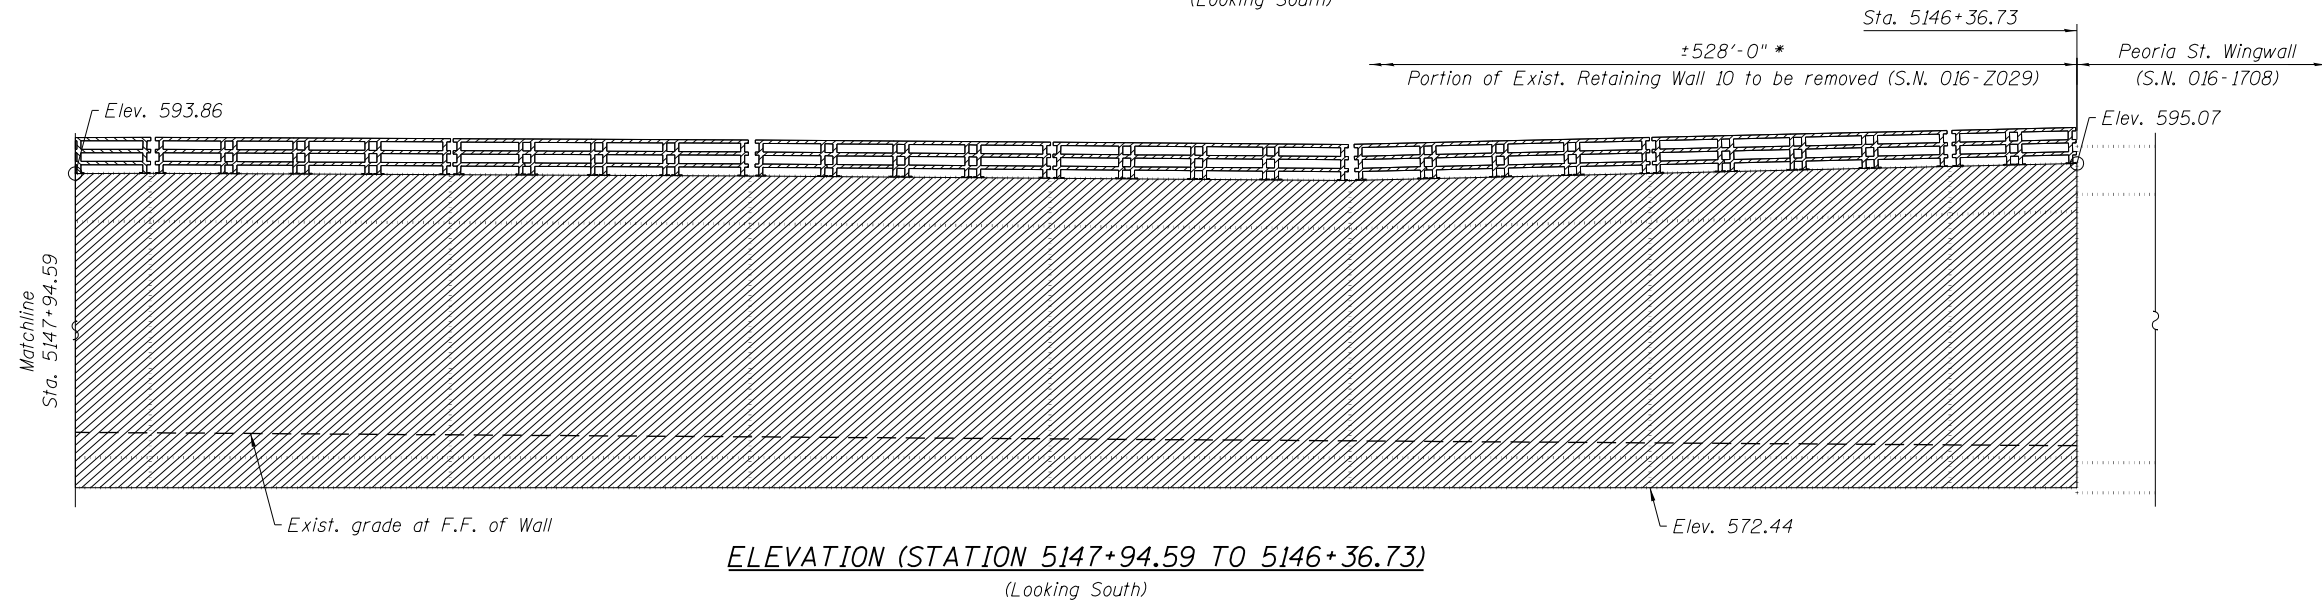 (Looking South)
Sta. 5146+36.73
±528'-0" *
Peoria St. Wingwall
Portion of Exist. Retaining Wall 10 to be removed (S.N. 016-Z029)
(S.N. 016-1708)
Elev. 593.86
Elev. 595.07
Matchline
Sta. 5147+94.59
Exist. grade at F.F. of Wall
Elev. 572.44
ELEVATION (STATION 5147+94.59 TO 5146+36.73)
(Looking South)